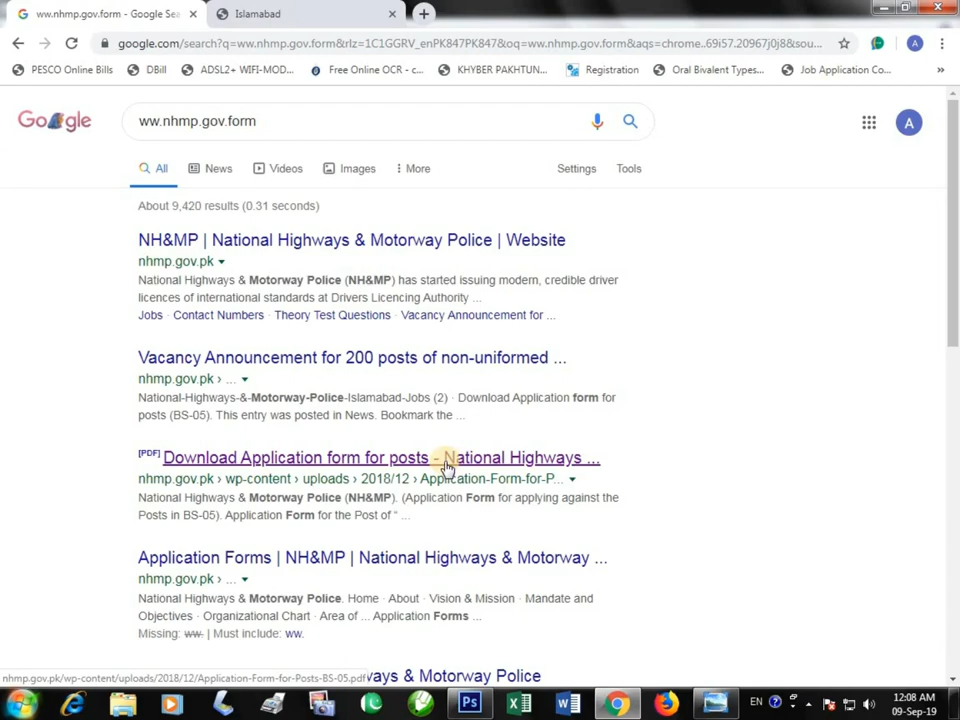 ww.nhmp.gov.form - Google Sea
Islamabad
google.com/search?q=ww.nhmp.gov.form&rlz=1C1GGRV_enPK847PK847&oq=ww.nhmp.gov.form&aqs=chrome..69i57.20967j0j8&sou...
A
PESCO Online Bills
DBill
ADSL2+ WIFI-MOD...
Free Online OCR - c...
KHYBER PAKHTUN...
Registration
Oral Bivalent Types...
Job Application Co...
»
Google
ww.nhmp.gov.form
A
All
News
Videos
Images
More
Settings
Tools
About 9,420 results (0.31 seconds)
NH&MP | National Highways & Motorway Police | Website
nhmp.gov.pk
National Highways & Motorway Police (NH&MP) has started issuing modern, credible driver
licences of international standards at Drivers Licencing Authority ...
Jobs · Contact Numbers · Theory Test Questions · Vacancy Announcement for ...
Vacancy Announcement for 200 posts of non-uniformed ...
nhmp.gov.pk › ...
National-Highways-&-Motorway-Police-Islamabad-Jobs (2) · Download Application form for
posts (BS-05). This entry was posted in News. Bookmark the ...
[PDF] Download Application form for posts - National Highways ...
nhmp.gov.pk › wp-content › uploads › 2018/12 › Application-Form-for-P...
National Highways & Motorway Police (NH&MP). (Application Form for applying against the
Posts in BS-05). Application Form for the Post of " ...
Application Forms | NH&MP | National Highways & Motorway ...
nhmp.gov.pk › ...
National Highways & Motorway Police. Home · About · Vision & Mission · Mandate and
Objectives · Organizational Chart · Area of ... Application Forms ...
Missing: ww. | Must include: ww.
ways & Motorway Police
nhmp.gov.pk/wp-content/uploads/2018/12/Application-Form-for-Posts-BS-05.pdf
Ps
EN
12:08 AM
09-Sep-19